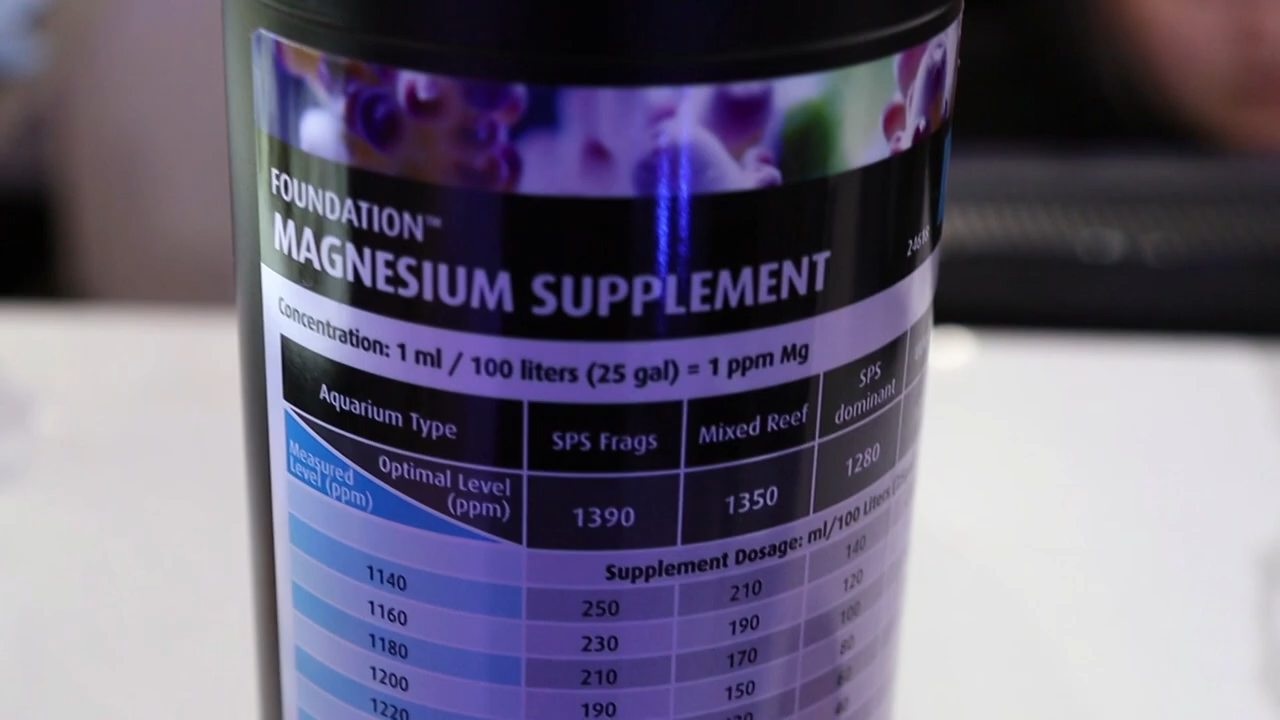 FOUNDATION™
MAGNESIUM SUPPLEMENT
Concentration: 1 ml / 100 liters (25 gal) = 1 ppm Mg
Aquarium Type SPS Frags Mixed Reef SPS dominant
Measured Level (ppm) Optimal Level (ppm) 1390 1350 1280
Supplement Dosage: ml/100 Liters
1140 250 210 140
1160 230 190 120
1180 210 170 100
1200 190 150 80
1220